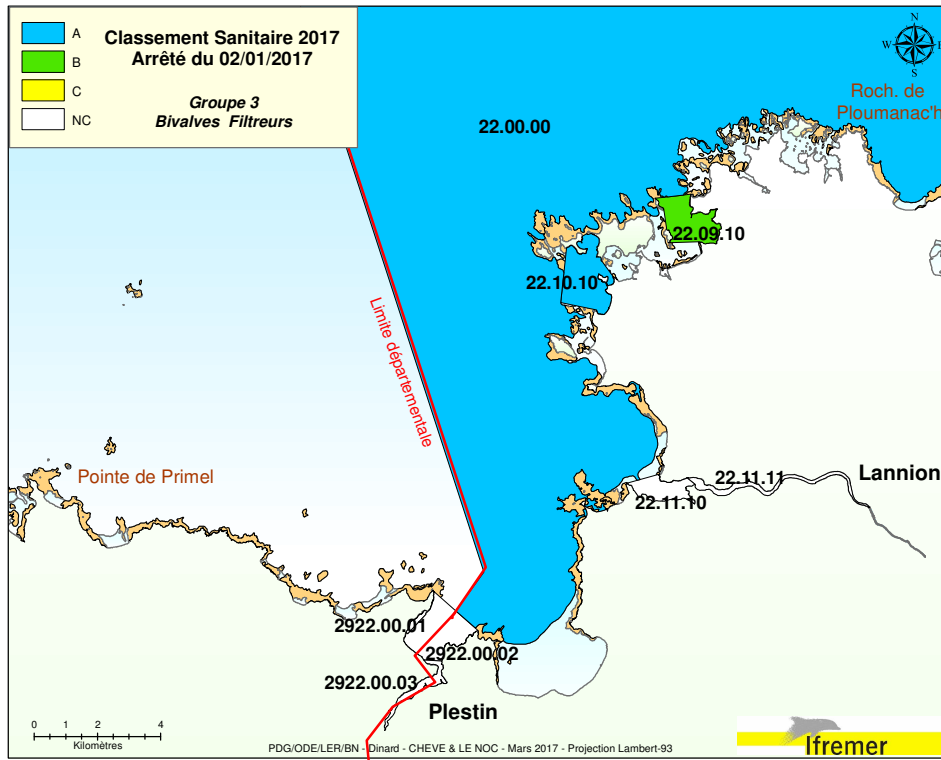 A
B
C
NC
Classement Sanitaire 2017
Arrêté du 02/01/2017
Groupe 3
Bivalves Filtreurs
N
W
E
S
Roch. de
Ploumanac'h
22.00.00
22.09.10
22.10.10
Limite départementale
Pointe de Primel
22.11.11
Lannion
22.11.10
2922.00.01
2922.00.02
2922.00.03
Plestin
0 1 2 4
Kilomètres
PDG/ODE/LER/BN - Dinard - CHEVE & LE NOC - Mars 2017 - Projection Lambert-93
Ifremer